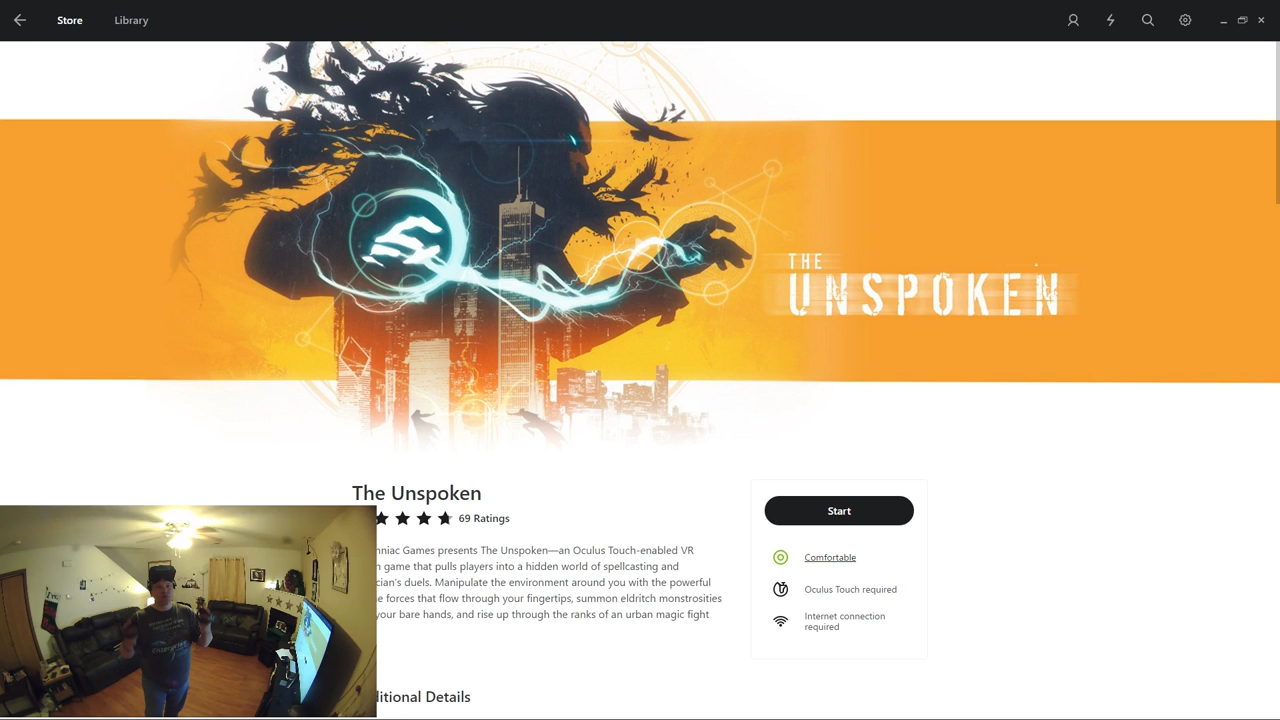 Store
Library
THE
UNSPOKEN
The Unspoken
69 Ratings
Games presents The Unspoken—an Oculus Touch-enabled VR
game that pulls players into a hidden world of spellcasting and
duels. Manipulate the environment around you with the powerful
forces that flow through your fingertips, summon eldritch monstrosities
your bare hands, and rise up through the ranks of an urban magic fight
Details
Start
Comfortable
Oculus Touch required
Internet connection
required